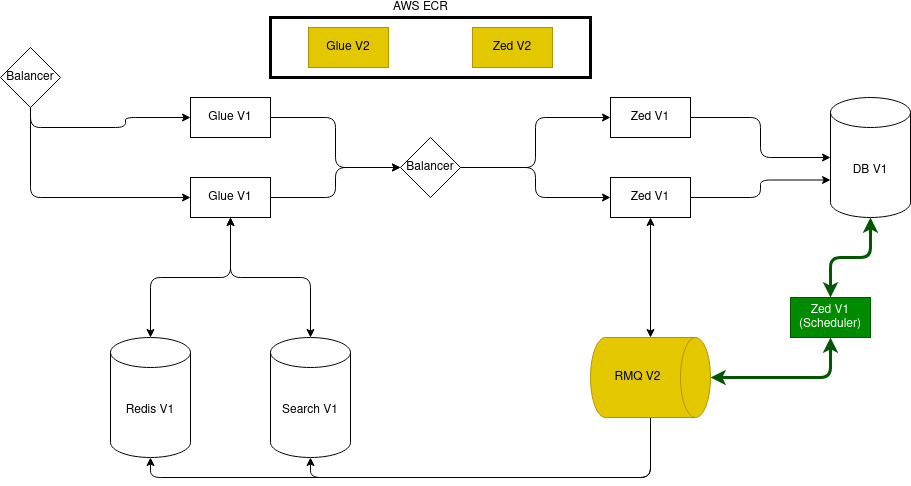 AWS ECR
Glue V2
Zed V2
Balancer
Glue V1
Zed V1
Balancer
DB V1
Glue V1
Zed V1
Zed V1
(Scheduler)
RMQ V2
Redis V1
Search V1